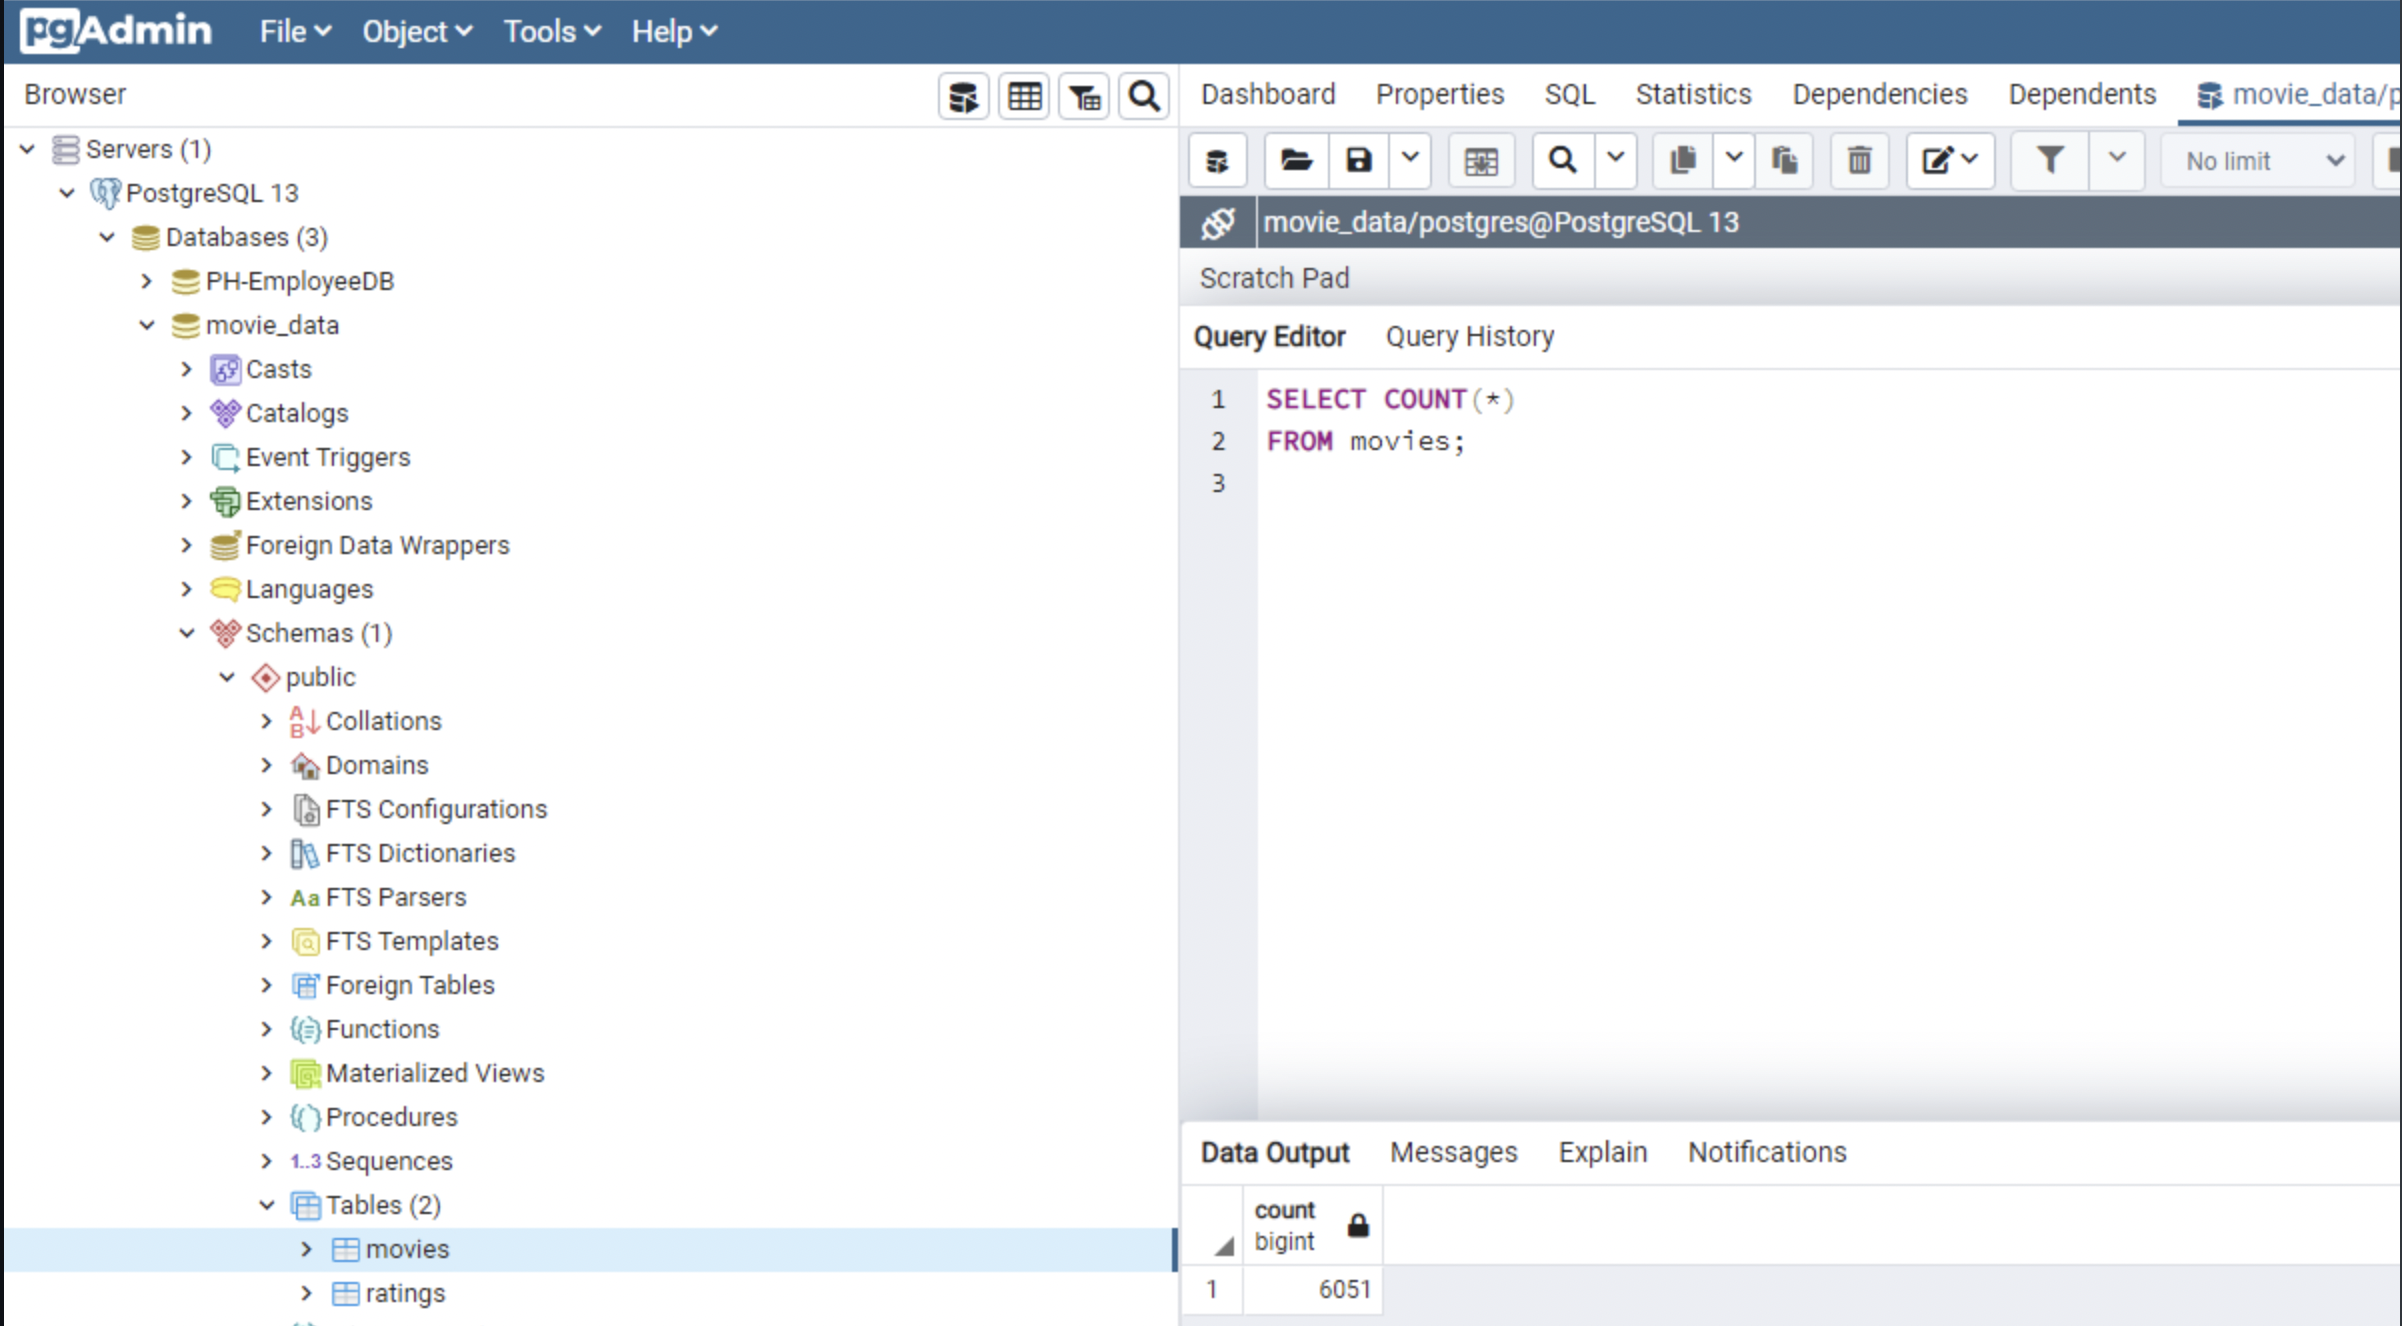 pgAdmin File Object Tools Help
Browser
Dashboard Properties SQL Statistics Dependencies Dependents movie_data/p
Servers (1)
PostgreSQL 13
Databases (3)
PH-EmployeeDB
movie_data
Casts
Catalogs
Event Triggers
Extensions
Foreign Data Wrappers
Languages
Schemas (1)
public
Collations
Domains
FTS Configurations
FTS Dictionaries
Aa FTS Parsers
FTS Templates
Foreign Tables
Functions
Materialized Views
Procedures
1..3 Sequences
Tables (2)
movies
ratings
No limit
movie_data/postgres@PostgreSQL 13
Scratch Pad
Query Editor Query History
1 SELECT COUNT(*)
2 FROM movies;
3
Data Output Messages Explain Notifications
count
bigint
1 6051